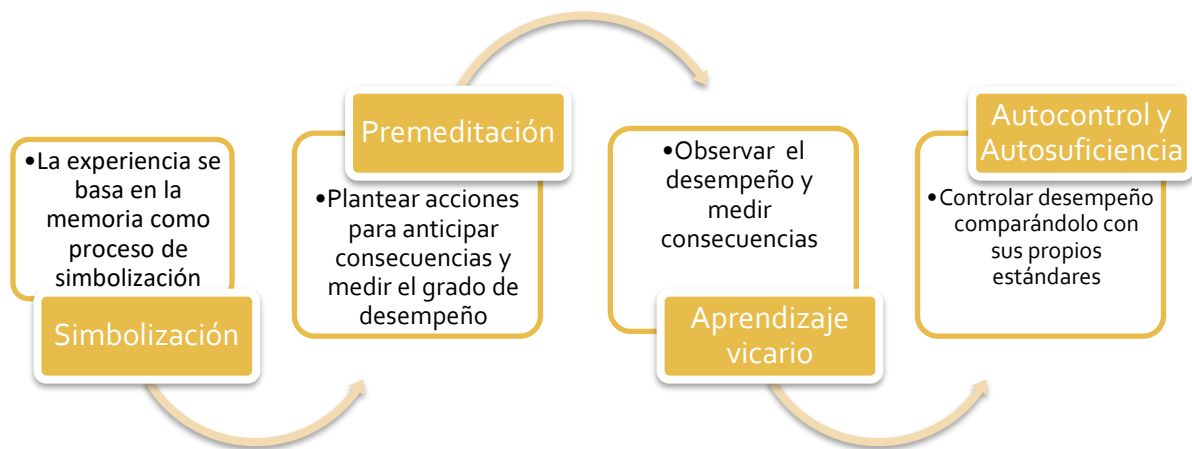 •La experiencia se
basa en la
memoria como
proceso de
simbolización
Simbolización
Premeditación
•Plantear acciones
para anticipar
consecuencias y
medir el grado de
desempeño
•Observar el
desempeño y
medir
consecuencias
Aprendizaje
vicario
Autocontrol y
Autosuficiencia
•Controlar desempeño
comparándolo con
sus propios
estándares